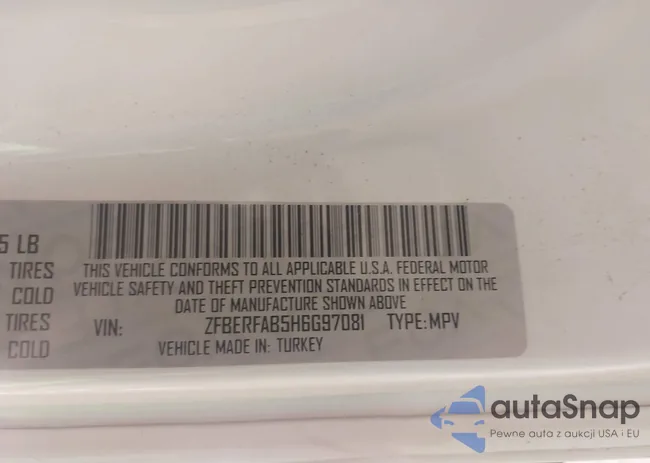 5 LB
THIS VEHICLE CONFORMS TO ALL APPLICABLE U.S.A. FEDERAL MOTOR
TIRES
VEHICLE SAFETY AND THEFT PREVENTION STANDARDS IN EFFECT ON THE
COLD
DATE OF MANUFACTURE SHOWN ABOVE
TIRES
VIN: ZFBERFAB5H6G97081 TYPE:MPV
COLD
VEHICLE MADE IN: TURKEY
autoSnap
Pewne auta z aukcji USA i EU